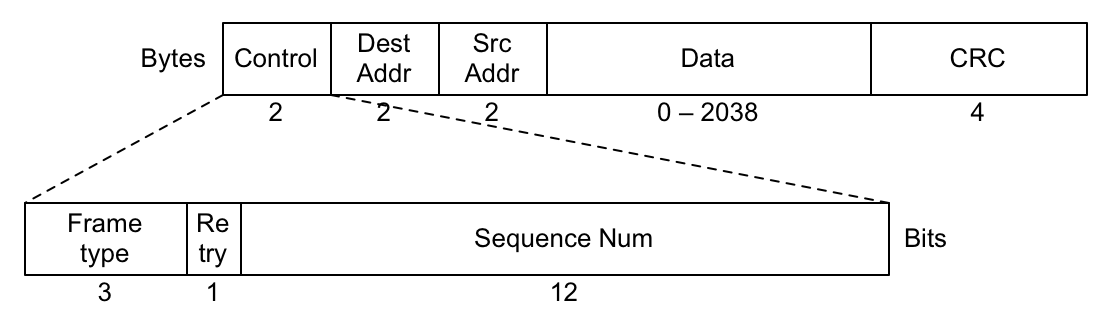 Bytes
Control
Dest
Addr
Src
Addr
Data
CRC
2
2
2
0 – 2038
4
Frame
type
Re
try
Sequence Num
Bits
3
1
12